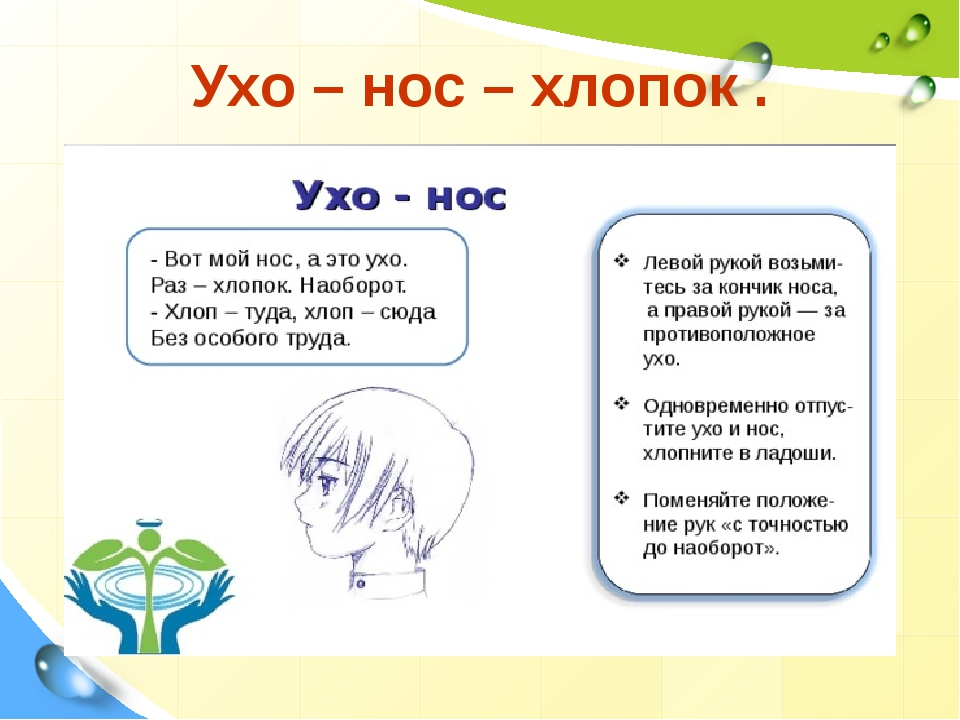 Ухо – нос – хлопок .
Ухо - нос
- Вот мой нос, а это ухо.
Раз – хлопок. Наоборот.
- Хлоп – туда, хлоп – сюда
Без особого труда.
❖ Левой рукой возьми-
тесь за кончик носа,
а правой рукой — за
противоположное
ухо.
❖ Одновременно отпус-
тите ухо и нос,
хлопните в ладоши.
❖ Поменяйте положе-
ние рук «с точностью
до наоборот».